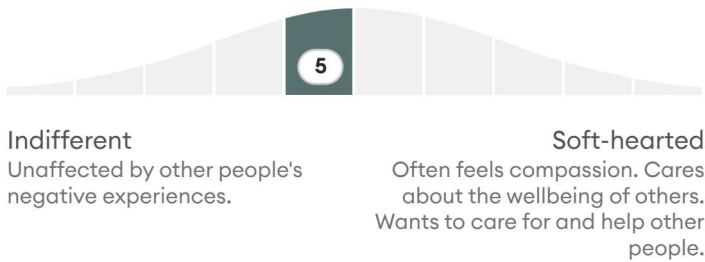 5
Indifferent
Unaffected by other people's
negative experiences.
Soft-hearted
Often feels compassion. Cares
about the wellbeing of others.
Wants to care for and help other
people.